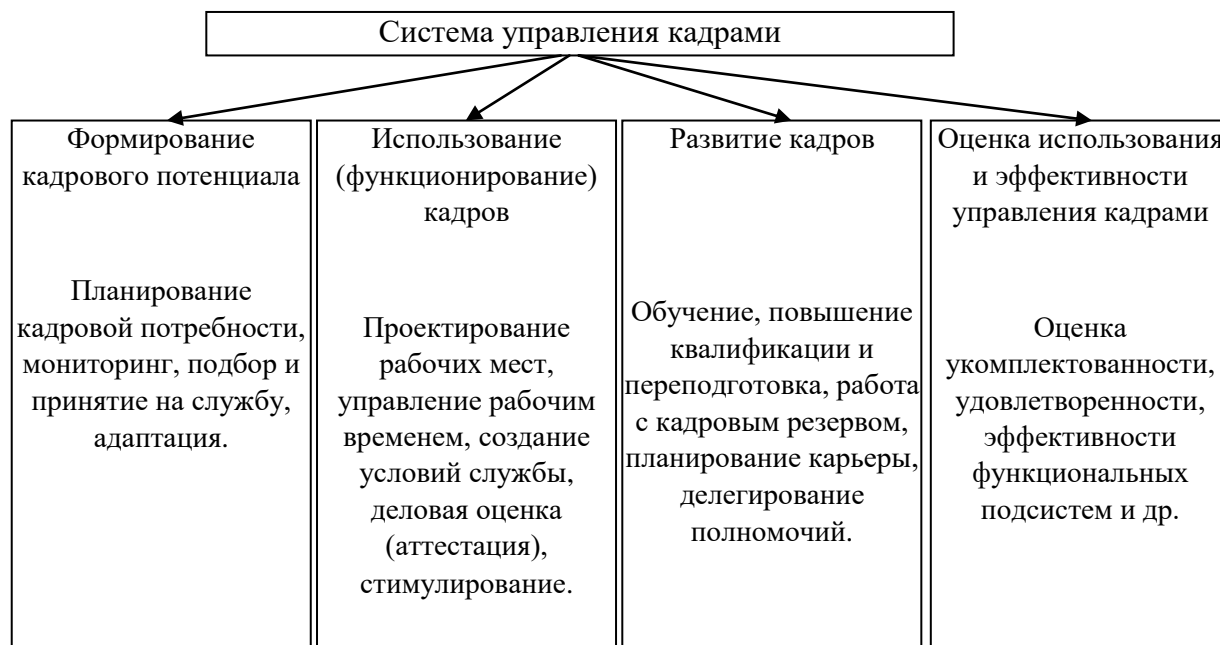 Система управления кадрами
Формирование
кадрового потенциала
Планирование
кадровой потребности,
мониторинг, подбор и
принятие на службу,
адаптация.
Использование
(функционирование)
кадров
Проектирование
рабочих мест,
управление рабочим
временем, создание
условий службы,
деловая оценка
(аттестация),
стимулирование.
Развитие кадров
Обучение, повышение
квалификации и
переподготовка, работа
с кадровым резервом,
планирование карьеры,
делегирование
полномочий.
Оценка использования
и эффективности
управления кадрами
Оценка
укомплектованности,
удовлетворенности,
эффективности
функциональных
подсистем и др.